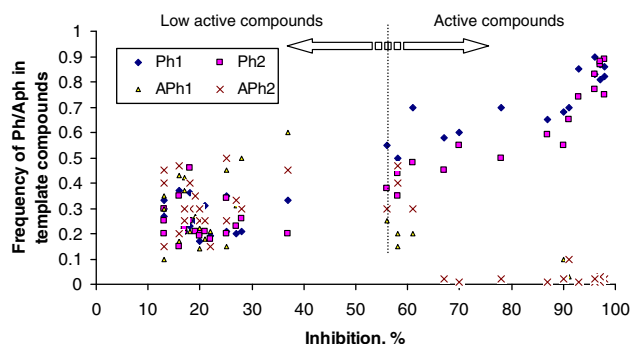 Low active compounds Active compounds
Ph1 Ph2
APh1 APh2
Frequency of Ph/Aph in
template compounds
1
0.9
0.8
0.7
0.6
0.5
0.4
0.3
0.2
0.1
0
0 10 20 30 40 50 60 70 80 90 100
Inhibition, %